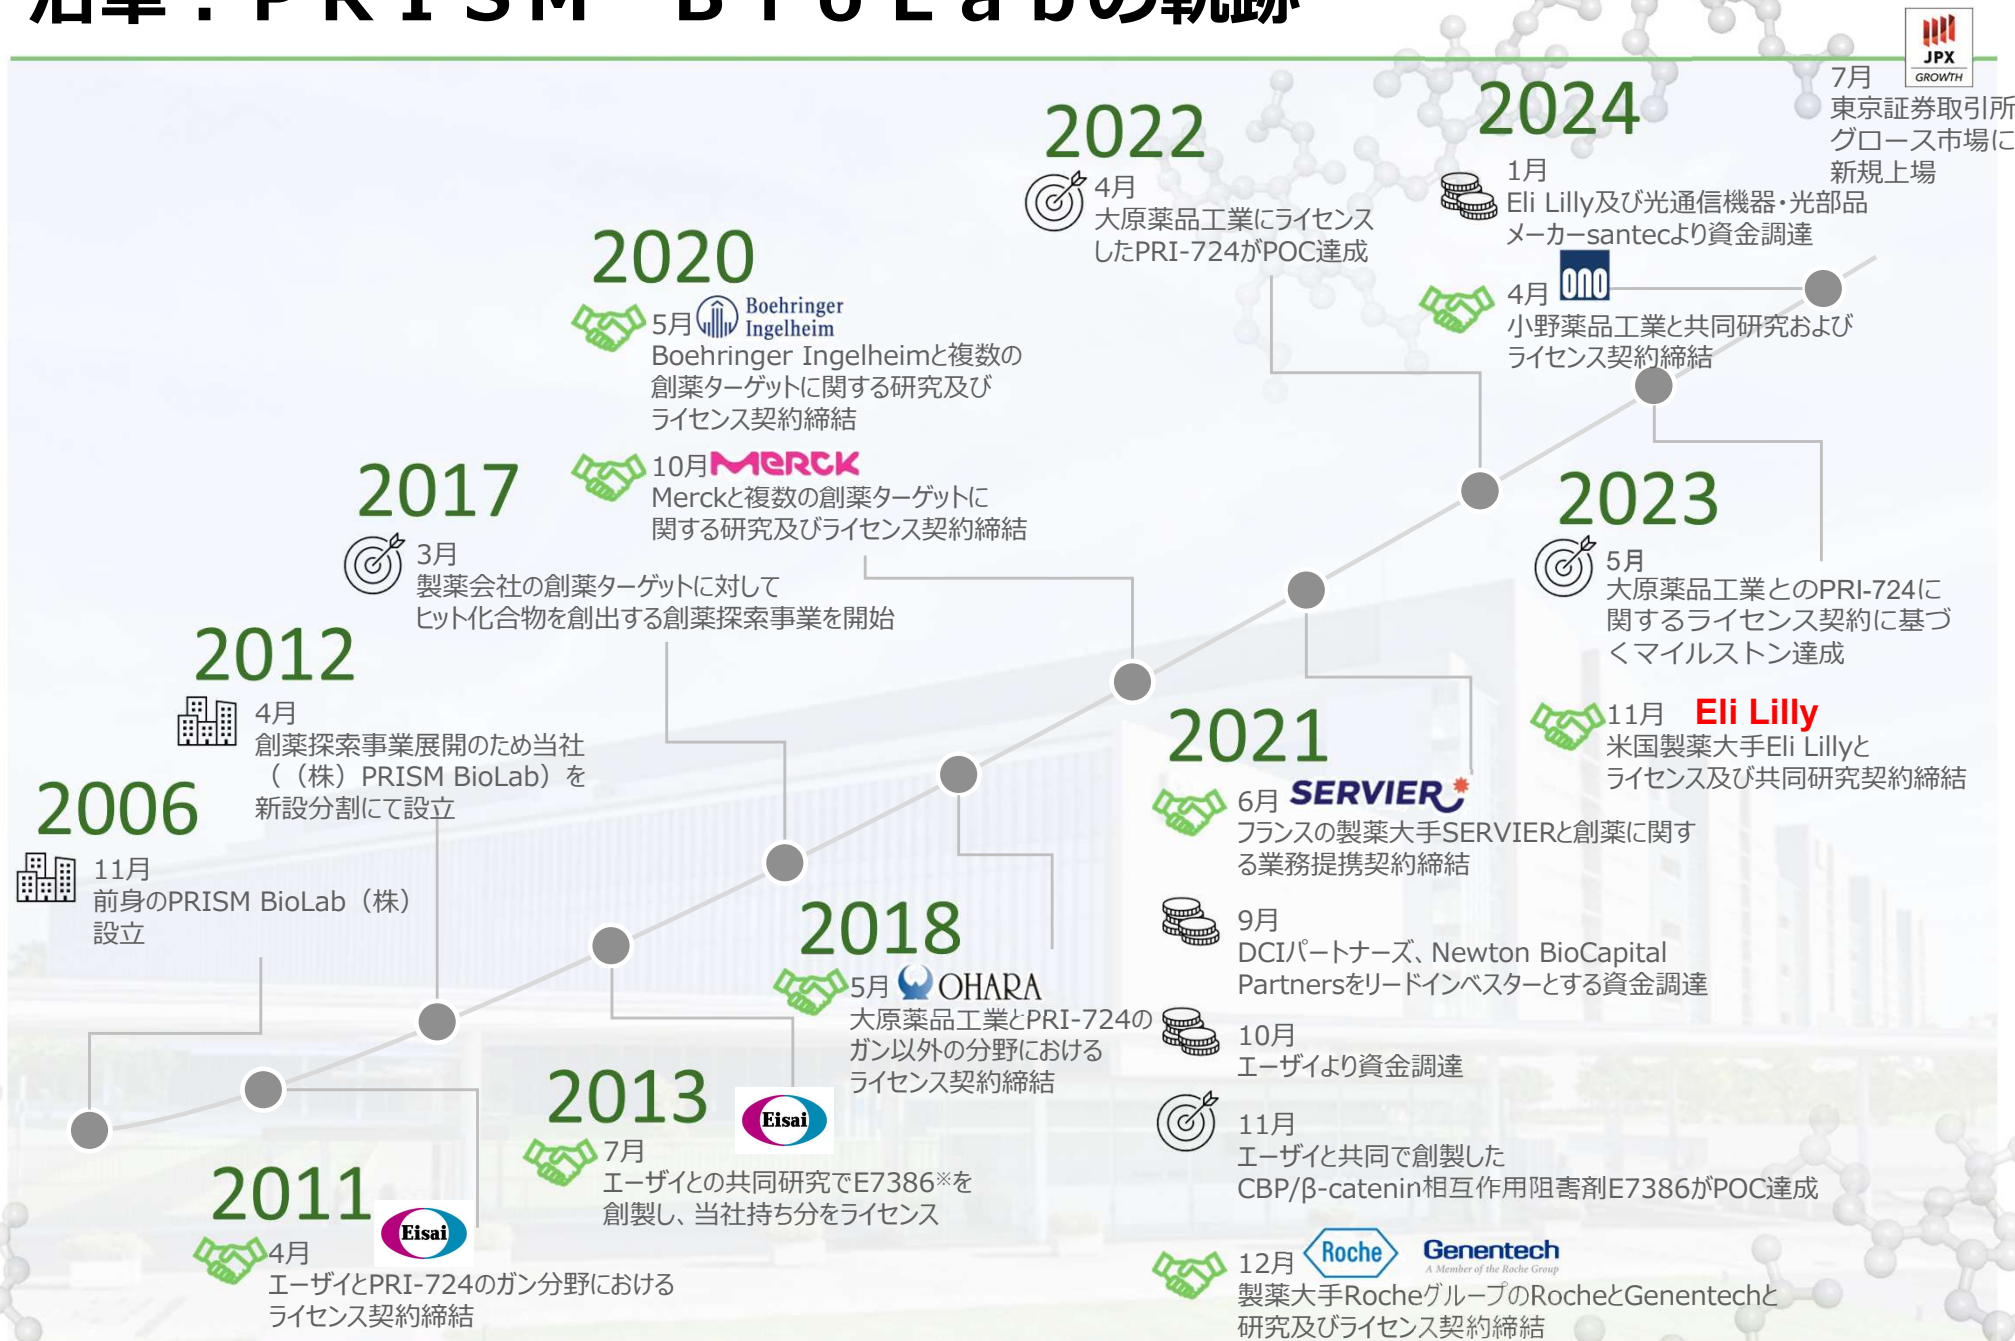 沿革：ＰＲＩＳＭ ＢｉｏＬａｂの軌跡
JPX
GROWTH
2006
11月
前身のPRISM BioLab（株）
設立
2011
Eisai
4月
エーザイとPRI-724のガン分野における
ライセンス契約締結
2012
4月
創薬探索事業展開のため当社
（（株）PRISM BioLab）を
新設分割にて設立
2013
Eisai
7月
エーザイとの共同研究でE7386※を
創製し、当社持ち分をライセンス
2017
3月
製薬会社の創薬ターゲットに対して
ヒット化合物を創出する創薬探索事業を開始
2018
5月 OHARA
大原薬品工業とPRI-724の
ガン以外の分野における
ライセンス契約締結
2020
5月 Boehringer
Ingelheim
Boehringer Ingelheimと複数の
創薬ターゲットに関する研究及び
ライセンス契約締結
10月 MERCK
Merckと複数の創薬ターゲットに
関する研究及びライセンス契約締結
2021
6月 SERVIER
フランスの製薬大手SERVIERと創薬に関す
る業務提携契約締結
9月
DCIパートナーズ、Newton BioCapital
Partnersをリードインベスターとする資金調達
10月
エーザイより資金調達
11月
エーザイと共同で創製した
CBP/β-catenin相互作用阻害剤E7386がPOC達成
12月 Roche Genentech
A Member of the Roche Group
製薬大手RocheグループのRocheとGenentechと
研究及びライセンス契約締結
2022
4月
大原薬品工業にライセンス
したPRI-724がPOC達成
2023
5月
大原薬品工業とのPRI-724に
関するライセンス契約に基づ
くマイルストン達成
11月 Eli Lilly
米国製薬大手Eli Lillyと
ライセンス及び共同研究契約締結
2024
1月
Eli Lilly及び光通信機器・光部品
メーカーsantecより資金調達
4月 ono
小野薬品工業と共同研究および
ライセンス契約締結
7月
東京証券取引所
グロース市場に
新規上場